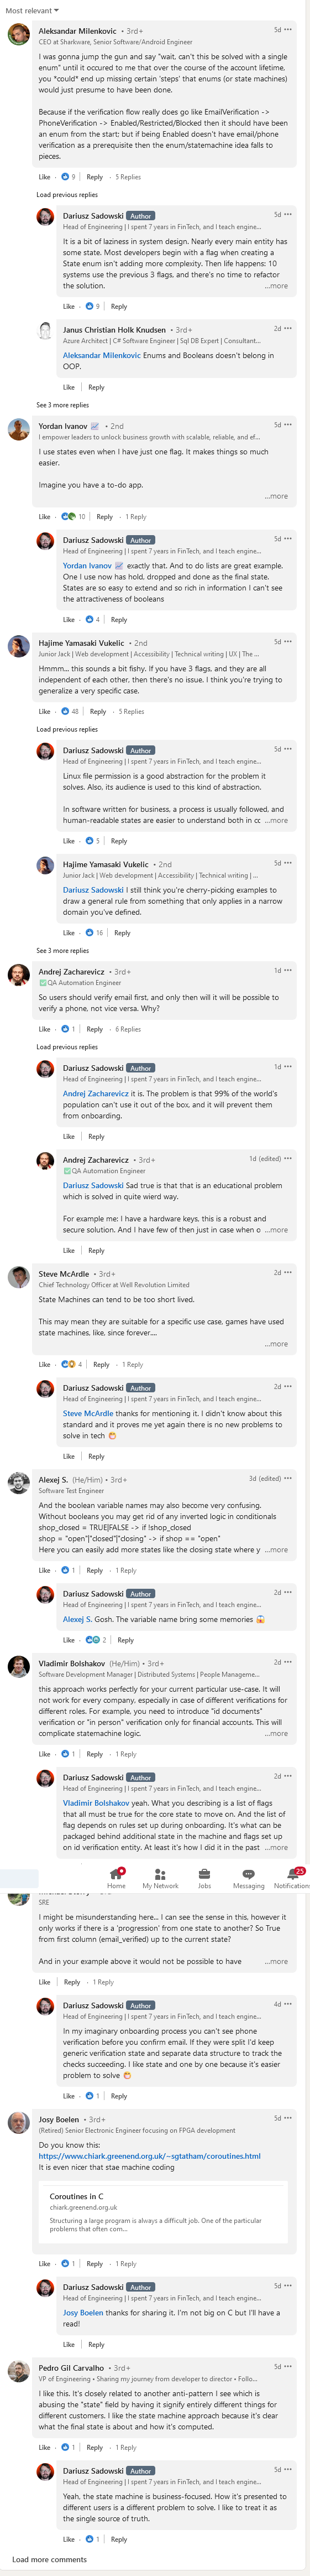 Most relevant
Aleksandar Milenkovic • 3rd+
5d
CEO at Starkware, Senior Software/Android Engineer
I was gonna jump the gun and say "wait, can't this be solved with a single
enum" until it occured to me that over the course of account lifetime,
you *could* end up missing certain 'steps' that enums (or state machines)
would just presume to have been done.
Because if the verification flow really does go like EmailVerification ->
PhoneVerification -> Enabled/Restricted/Blocked then it should have been
an enum from the start; but if being Enabled doesn't have email/phone
verification as a prerequisite then the enum/statemachine idea falls to
pieces.
Like · 9 Reply · 5 Replies
Load previous replies
Dariusz Sadowski Author
5d
Head of Engineering | I spent 7 years in FinTech, and I teach engine...
It is a bit of laziness in system design. Nearly every main entity has
some state. Most developers begin with a flag when creating a
State enum isn't adding more complexity. Then life happens: 10
systems use the previous 3 flags, and there's no time to refactor
the solution. ...more
Like · 9 Reply
Janus Christian Holk Knudsen • 3rd+
2d
Azure Architect | C# Software Engineer | Sql DB Expert | Consultant...
Aleksandar Milenkovic Enums and Booleans doesn't belong in
OOP.
Like Reply
See 3 more replies
Yordan Ivanov 📈 • 2nd
5d
I empower leaders to unlock business growth with scalable, reliable, and ef...
I use states even when I have just one flag. It makes things so much
easier.
Imagine you have a to-do app.
...more
Like · 10 Reply · 1 Reply
Dariusz Sadowski Author
5d
Head of Engineering | I spent 7 years in FinTech, and I teach engine...
Yordan Ivanov 📈 exactly that. And to do lists are great example.
One I use now has hold, dropped and done as the final state.
States are so easy to extend and so rich in information I can't see
the attractiveness of booleans
Like · 4 Reply
Hajime Yamasaki Vukelic • 2nd
5d
Junior Jack | Web development | Accessibility | Technical writing | UX | The ...
Hmmm... this sounds a bit fishy. If you have 3 flags, and they are all
independent of each other, then there's no issue. I think you're trying to
generalize a very specific case.
Like · 48 Reply · 5 Replies
Load previous replies
Dariusz Sadowski Author
5d
Head of Engineering | I spent 7 years in FinTech, and I teach engine...
Linux file permission is a good abstraction for the problem it
solves. Also, its audience is used to this kind of abstraction.
In software written for business, a process is usually followed, and
human-readable states are easier to understand both in cc ...more
Like · 5 Reply
Hajime Yamasaki Vukelic • 2nd
5d
Junior Jack | Web development | Accessibility | Technical writing | ...
Dariusz Sadowski I still think you're cherry-picking examples to
draw a general rule from something that only applies in a narrow
domain you've defined.
Like · 16 Reply
See 3 more replies
Andrej Zacharevicz • 3rd+
1d
✅QA Automation Engineer
So users should verify email first, and only then will it will be possible to
verify a phone, not vice versa. Why?
Like · 1 Reply · 6 Replies
Load previous replies
Dariusz Sadowski Author
1d
Head of Engineering | I spent 7 years in FinTech, and I teach engine...
Andrej Zacharevicz it is. The problem is that 99% of the world's
population can't use it out of the box, and it will prevent them
from onboarding.
Like Reply
Andrej Zacharevicz • 3rd+
1d (edited)
✅QA Automation Engineer
Dariusz Sadowski Sad true is that that is an educational problem
which is solved in quite wierd way.
For example me: I have a hardware keys, this is a robust and
secure solution. And I have few of then just in case when o ...more
Like Reply
Steve McArdle • 3rd+
2d
Chief Technology Officer at Well Revolution Limited
State Machines can tend to be too short lived.
This may mean they are suitable for a specific use case, games have used
state machines, like, since forever....
...more
Like · 4 Reply · 1 Reply
Dariusz Sadowski Author
2d
Head of Engineering | I spent 7 years in FinTech, and I teach engine...
Steve McArdle thanks for mentioning it. I didn't know about this
standard and it proves me yet again there is no new problems to
solve in tech 😁
Like Reply
Alexej S. (He/Him) • 3rd+
3d (edited)
Software Test Engineer
And the boolean variable names may also become very confusing.
Without booleans you may get rid of any inverted logic in conditionals
shop_closed = TRUE|FALSE -> if !shop_closed
shop = "open"|"closed"|"closing" -> if shop == "open"
Here you can easily add more states like the closing state where y ...more
Like · 1 Reply · 1 Reply
Dariusz Sadowski Author
2d
Head of Engineering | I spent 7 years in FinTech, and I teach engine...
Alexej S. Gosh, The variable name bring some memories 😱
Like · 2 Reply
Vladimir Bolshakov (He/Him) • 3rd+
2d
Software Development Manager | Distributed Systems | People Manageme...
this approach works perfectly for your current particular use-case. It will
not work for every company, especially in case of different verifications for
different roles. For example, you need to introduce "id documents"
verification or "in person" verification only for financial accounts. This will
complicate statemachine logic. ...more
Like · 1 Reply · 1 Reply
Dariusz Sadowski Author
2d
Head of Engineering | I spent 7 years in FinTech, and I teach engine...
Vladimir Bolshakov yeah. What you describing is a list of flags
that all must be true for the core state to move on. And the list of
flag depends on roles set up during onboarding. It's what can be
packaged behind additional state in the machine and flags set up
on id verification entity. At least it's how I did it in the past ...more
25
Home My Network Jobs Messaging Notifications
SRE
I might be misunderstanding here... I can see the sense in this, however it
only works if there is a 'progression' from one state to another? So True
from first column (email_verified) up to the current state?
And in your example above it would not be possible to have ...more
Like Reply · 1 Reply
Dariusz Sadowski Author
4d
Head of Engineering | I spent 7 years in FinTech, and I teach engine...
In my imaginary onboarding process you can't see phone
verification before you confirm email. If they were split I'd keep
generic verification state and separate data structure to track the
checks succeeding. I like state and one by one because it's easier
problem to solve 😁
Like · 1 Reply
Josy Boelen • 3rd+
5d
(Retired) Senior Electronic Engineer focusing on FPGA development
Do you know this:
https://www.chiark.greenend.org.uk/~sgtatham/coroutines.html
It is even nicer that stae machine coding
Coroutines in C
chiark.greenend.org.uk
Structuring a large program is always a difficult job. One of the particular
problems that often com...
Like · 1 Reply · 1 Reply
Dariusz Sadowski Author
5d
Head of Engineering | I spent 7 years in FinTech, and I teach engine...
Josy Boelen thanks for sharing it. I'm not big on C but I'll have a
read!
Like Reply
Pedro Gil Carvalho • 3rd+
5d
VP of Engineering • Sharing my journey from developer to director • Follo...
I like this. It's closely related to another anti-pattern I see which is
abusing the "state" field by having it signify entirely different things for
different customers. I like the state machine approach because it's clear
what the final state is about and how it's computed.
Like · 1 Reply · 1 Reply
Dariusz Sadowski Author
5d
Head of Engineering | I spent 7 years in FinTech, and I teach engine...
Yeah, the state machine is business-focused. How it's presented to
different users is a different problem to solve. I like to treat it as
the single source of truth.
Like · 1 Reply
Load more comments